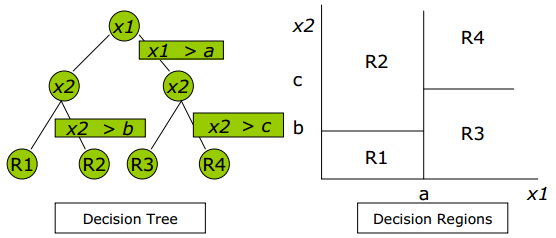 x1
x1 > a
x2
x2
x2 > b
x2 > c
R1
R2
R3
R4
Decision Tree
x2
R4
R2
c
b
R3
R1
a
x1
Decision Regions